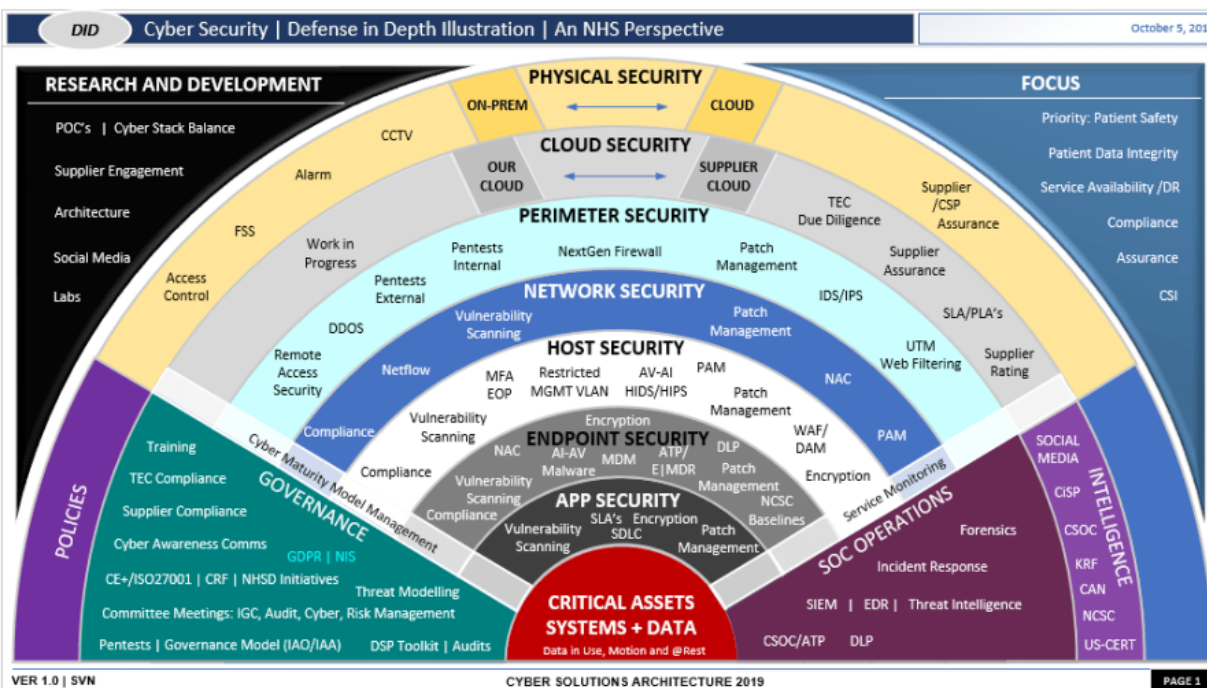 DID
Cyber Security | Defense in Depth Illustration | An NHS Perspective
October 5, 201
RESEARCH AND DEVELOPMENT
POC's | Cyber Stack Balance
Supplier Engagement
Architecture
Social Media
Labs
FOCUS
Priority: Patient Safety
Patient Data Integrity
Service Availability /DR
Compliance
Assurance
CSI
PHYSICAL SECURITY
ON-PREM
CLOUD
CCTV
Alarm
FSS
Access
Control
Supplier
/CSP
Assurance
CLOUD SECURITY
OUR
CLOUD
SUPPLIER
CLOUD
Work in
Progress
TEC
Due Diligence
Supplier
Assurance
SLA/PLA's
Supplier
Rating
PERIMETER SECURITY
Pentests
Internal
NextGen Firewall
Patch
Management
Pentests
External
IDS/IPS
DDOS
UTM
Web Filtering
Remote
Access
Security
NETWORK SECURITY
Vulnerability
Scanning
Patch
Management
Netflow
NAC
Compliance
PAM
HOST SECURITY
MFA
EOP
Restricted
MGMT VLAN
AV-AI
HIDS/HIPS
PAM
Patch
Management
Vulnerability
Scanning
WAF/
DAM
Compliance
Encryption
Encryption
ENDPOINT SECURITY
NAC
AI-AV
Malware
MDM
ATP/
E|MDR
DLP
Patch
Management
Vulnerability
Scanning
NCSC
Baselines
Compliance
APP SECURITY
Vulnerability
Scanning
SLA's
SDLC
Encryption
Patch
Management
CRITICAL ASSETS
SYSTEMS + DATA
Data in Use, Motion and @Rest
Cyber Maturity Model Management
Service Monitoring
POLICIES
GOVERNANCE
Training
TEC Compliance
Supplier Compliance
Cyber Awareness Comms
GDPR | NIS
CE+/ISO27001 | CRF | NHSD Initiatives
Threat Modelling
Committee Meetings: IGC, Audit, Cyber, Risk Management
Pentests | Governance Model (IAO/IAA)
DSP Toolkit | Audits
SOC OPERATIONS
Forensics
Incident Response
SIEM | EDR | Threat Intelligence
CSOC/ATP
DLP
INTELLIGENCE
SOCIAL
MEDIA
CiSP
CSOC
KRF
CAN
NCSC
US-CERT
VER 1.0 | SVN
CYBER SOLUTIONS ARCHITECTURE 2019
PAGE 1